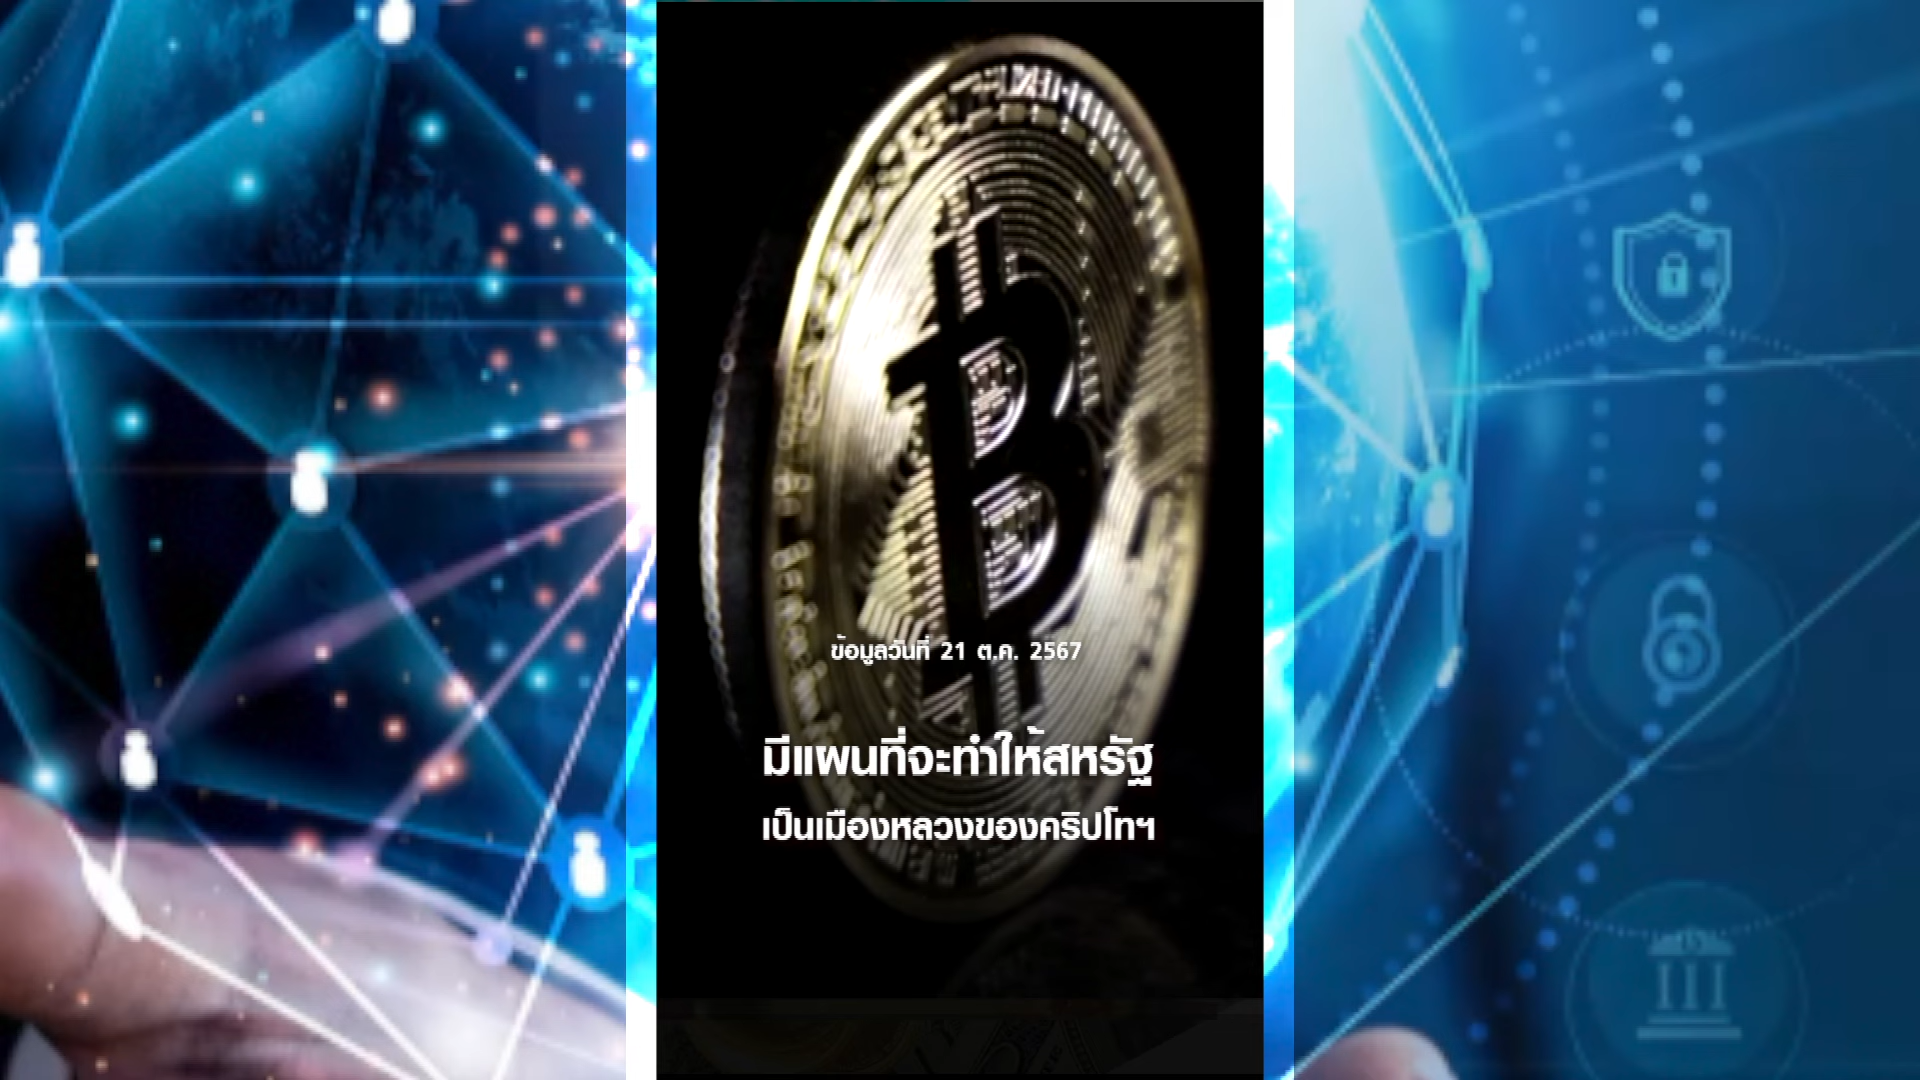 ข้อมูลวันที่ 21 ต.ค. 2567
มีแผนที่จะทำให้สหรัฐ
เป็นเมืองหลวงของคริปโทฯ